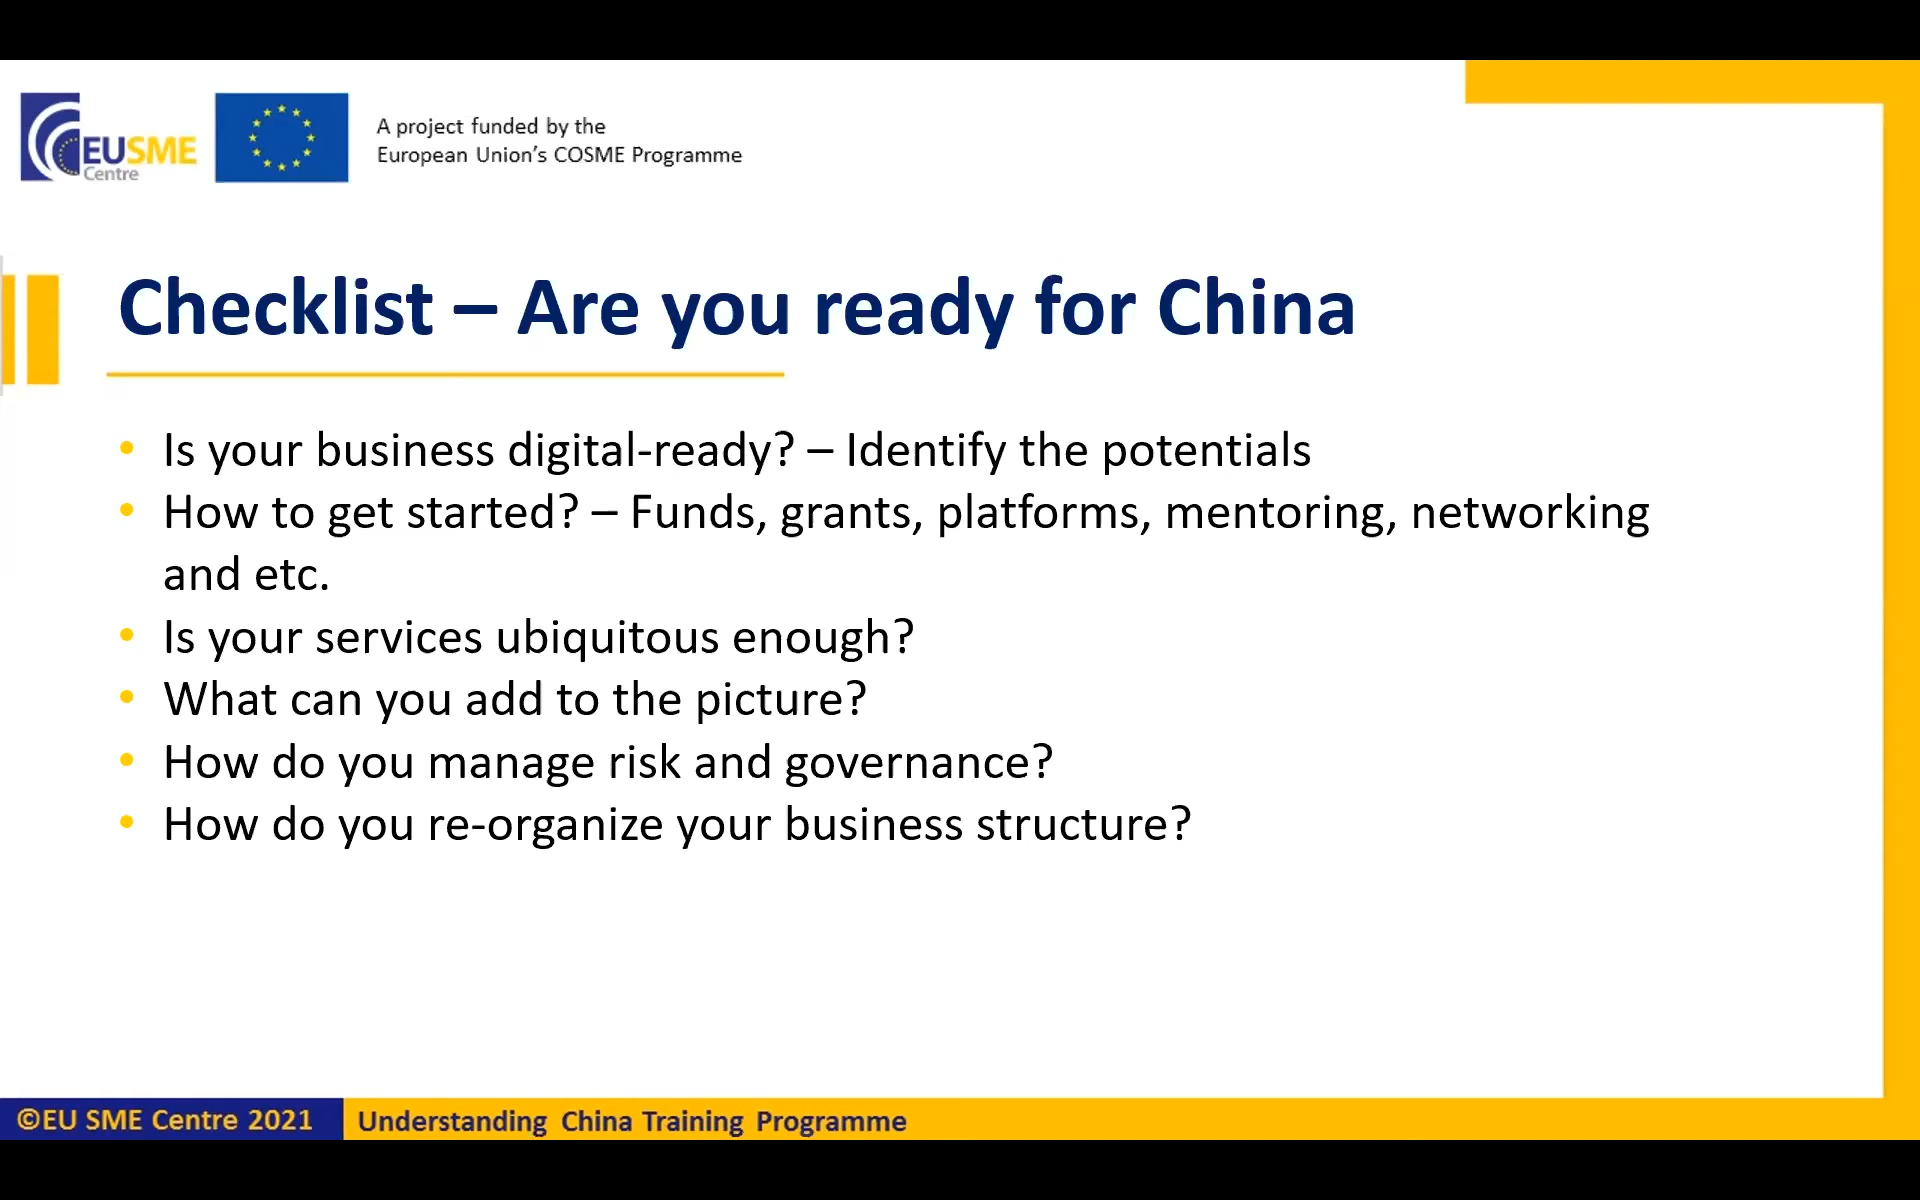 EUSME
Centre
A project funded by the
European Union's COSME Programme
Checklist – Are you ready for China
• Is your business digital-ready? – Identify the potentials
• How to get started? – Funds, grants, platforms, mentoring, networking
and etc.
• Is your services ubiquitous enough?
• What can you add to the picture?
• How do you manage risk and governance?
• How do you re-organize your business structure?
©EU SME Centre 2021
Understanding China Training Programme